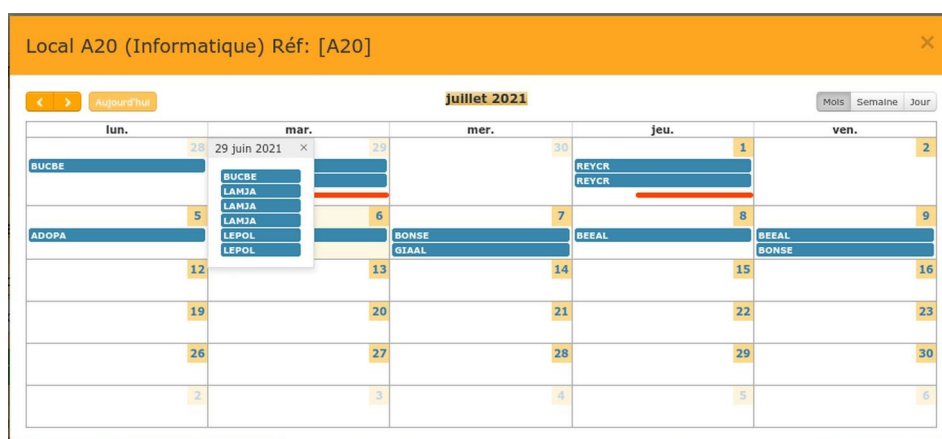 Local A20 (Informatique) Réf: [A20]
×
< > Aujourd'hui juillet 2021 Mois Semaine Jour
lun. mar. mer. jeu. ven.
28 29 30 1 2
29 juin 2021 ×
BUCBE
LAMJA
LAMJA
LAMJA
LEPOL
LEPOL
BUCBE REYCR
REYCR
5 6 7 8 9
ADOPA BONSE BEEAL BEEAL
GIAAL BONSE
12 13 14 15 16
19 20 21 22 23
26 27 28 29 30
2 3 4 5 6